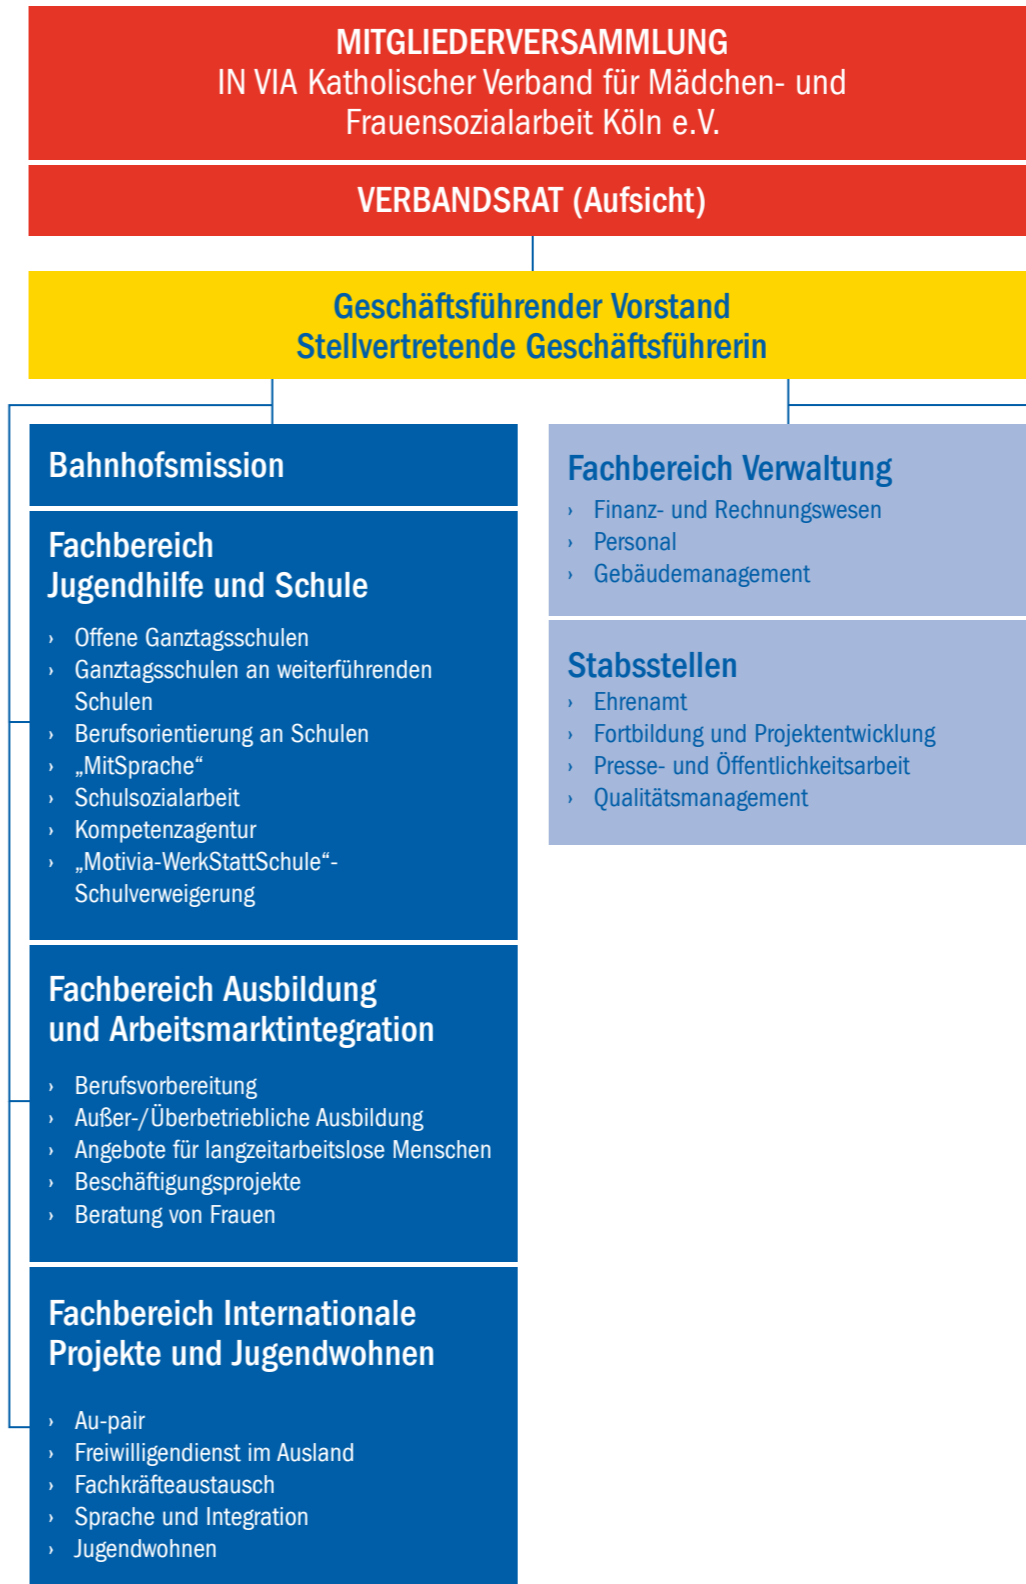 MITGLIEDERVERSAMMLUNG
IN VIA Katholischer Verband für Mädchen- und
Frauensozialarbeit Köln e.V.
VERBANDSRAT (Aufsicht)
Geschäftsführender Vorstand
Stellvertretende Geschäftsführerin
Bahnhofsmission
Fachbereich
Jugendhilfe und Schule
› Offene Ganztagsschulen
› Ganztagsschulen an weiterführenden
Schulen
› Berufsorientierung an Schulen
› „MitSprache“
› Schulsozialarbeit
› Kompetenzagentur
› „Motivia-WerkStattSchule“-
Schulverweigerung
Fachbereich Ausbildung
und Arbeitsmarktintegration
› Berufsvorbereitung
› Außer-/Überbetriebliche Ausbildung
› Angebote für langzeitarbeitslose Menschen
› Beschäftigungsprojekte
› Beratung von Frauen
Fachbereich Internationale
Projekte und Jugendwohnen
› Au-pair
› Freiwilligendienst im Ausland
› Fachkräfteaustausch
› Sprache und Integration
› Jugendwohnen
Fachbereich Verwaltung
› Finanz- und Rechnungswesen
› Personal
› Gebäudemanagement
Stabsstellen
› Ehrenamt
› Fortbildung und Projektentwicklung
› Presse- und Öffentlichkeitsarbeit
› Qualitätsmanagement